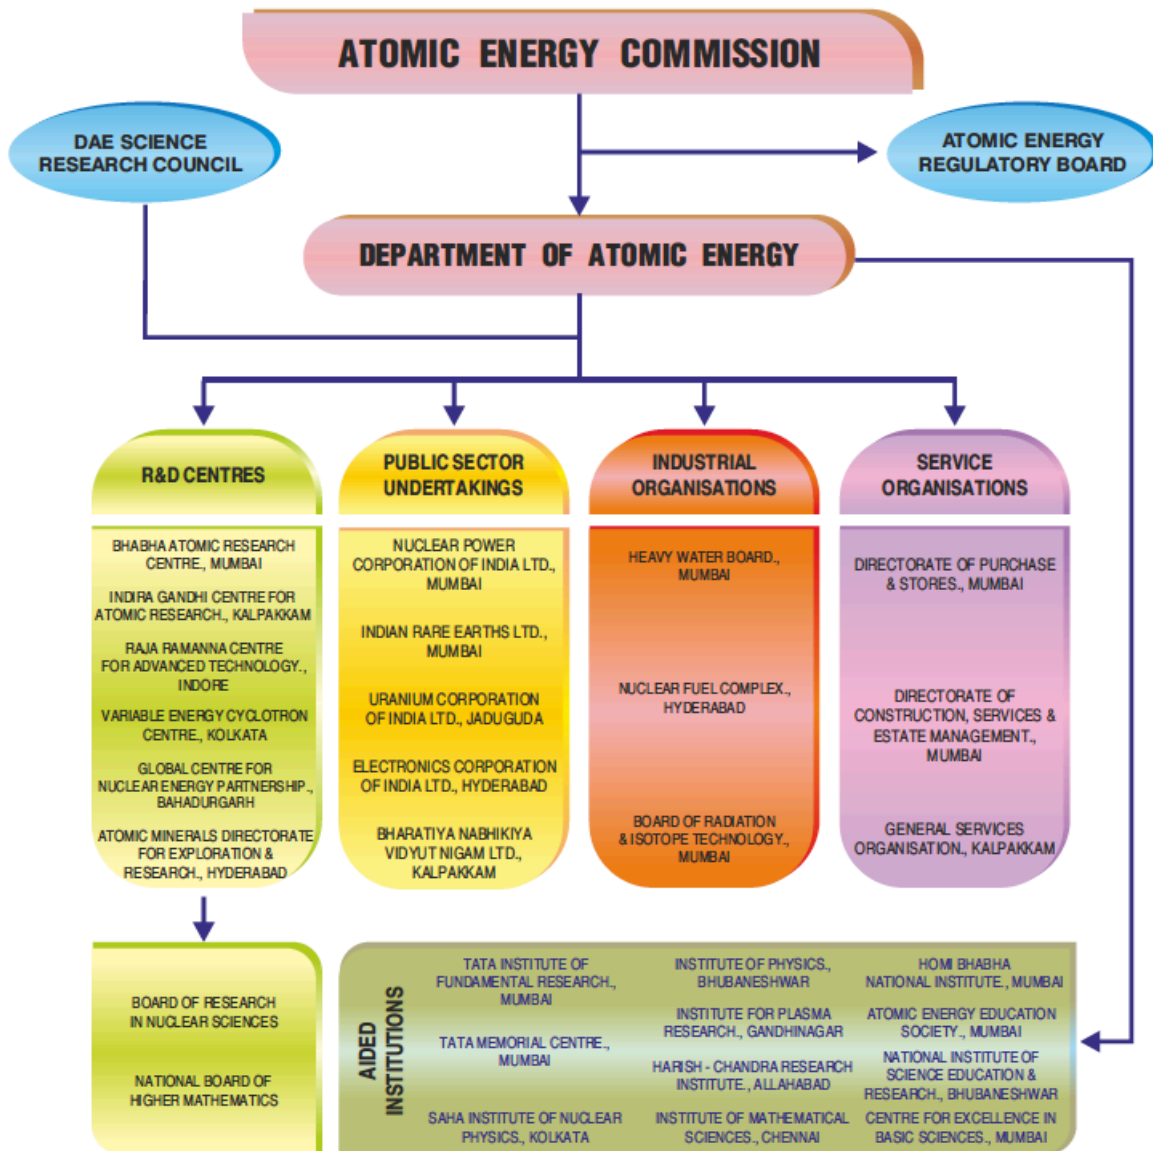 ATOMIC ENERGY COMMISSION
DAE SCIENCE
RESEARCH COUNCIL
ATOMIC ENERGY
REGULATORY BOARD
DEPARTMENT OF ATOMIC ENERGY
R&D CENTRES
BHABHA ATOMIC RESEARCH
CENTRE., MUMBAI
INDIRA GANDHI CENTRE FOR
ATOMIC RESEARCH., KALPAKKAM
RAJA RAMANNA CENTRE
FOR ADVANCED TECHNOLOGY.,
INDORE
VARIABLE ENERGY CYCLOTRON
CENTRE., KOLKATA
GLOBAL CENTRE FOR
NUCLEAR ENERGY PARTNERSHIP.,
BAHADURGARH
ATOMIC MINERALS DIRECTORATE
FOR EXPLORATION &
RESEARCH., HYDERABAD
PUBLIC SECTOR
UNDERTAKINGS
NUCLEAR POWER
CORPORATION OF INDIA LTD.,
MUMBAI
INDIAN RARE EARTHS LTD.,
MUMBAI
URANIUM CORPORATION
OF INDIA LTD., JADUGUDA
ELECTRONICS CORPORATION
OF INDIA LTD., HYDERABAD
BHARATIYA NABHIKIYA
VIDYUT NIGAM LTD.,
KALPAKKAM
INDUSTRIAL
ORGANISATIONS
HEAVY WATER BOARD.,
MUMBAI
NUCLEAR FUEL COMPLEX.,
HYDERABAD
BOARD OF RADIATION
& ISOTOPE TECHNOLOGY.,
MUMBAI
SERVICE
ORGANISATIONS
DIRECTORATE OF PURCHASE
& STORES., MUMBAI
DIRECTORATE OF
CONSTRUCTION, SERVICES &
ESTATE MANAGEMENT.,
MUMBAI
GENERAL SERVICES
ORGANISATION., KALPAKKAM
BOARD OF RESEARCH
IN NUCLEAR SCIENCES
NATIONAL BOARD OF
HIGHER MATHEMATICS
AIDED
INSTITUTIONS
TATA INSTITUTE OF
FUNDAMENTAL RESEARCH.,
MUMBAI
TATA MEMORIAL CENTRE.,
MUMBAI
SAHA INSTITUTE OF NUCLEAR
PHYSICS., KOLKATA
INSTITUTE OF PHYSICS.,
BHUBANESHWAR
INSTITUTE FOR PLASMA
RESEARCH., GANDHINAGAR
HARISH - CHANDRA RESEARCH
INSTITUTE., ALLAHABAD
INSTITUTE OF MATHEMATICAL
SCIENCES., CHENNAI
HOMI BHABHA
NATIONAL INSTITUTE., MUMBAI
ATOMIC ENERGY EDUCATION
SOCIETY., MUMBAI
NATIONAL INSTITUTE OF
SCIENCE EDUCATION &
RESEARCH., BHUBANESHWAR
CENTRE FOR EXCELLENCE IN
BASIC SCIENCES., MUMBAI